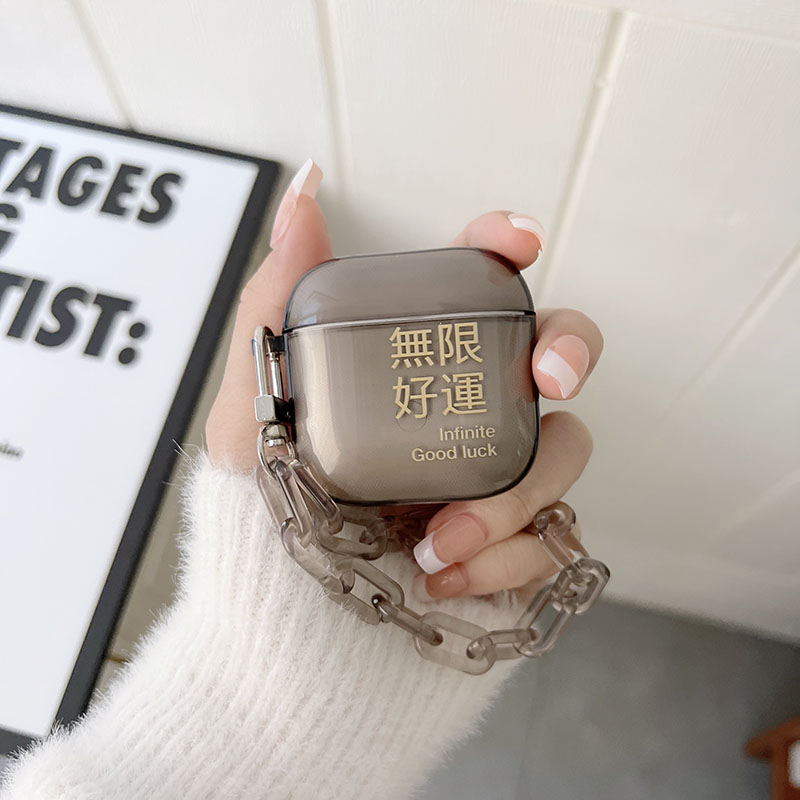 TAGES
TIST:
無限
好運
Infinite
Good luck